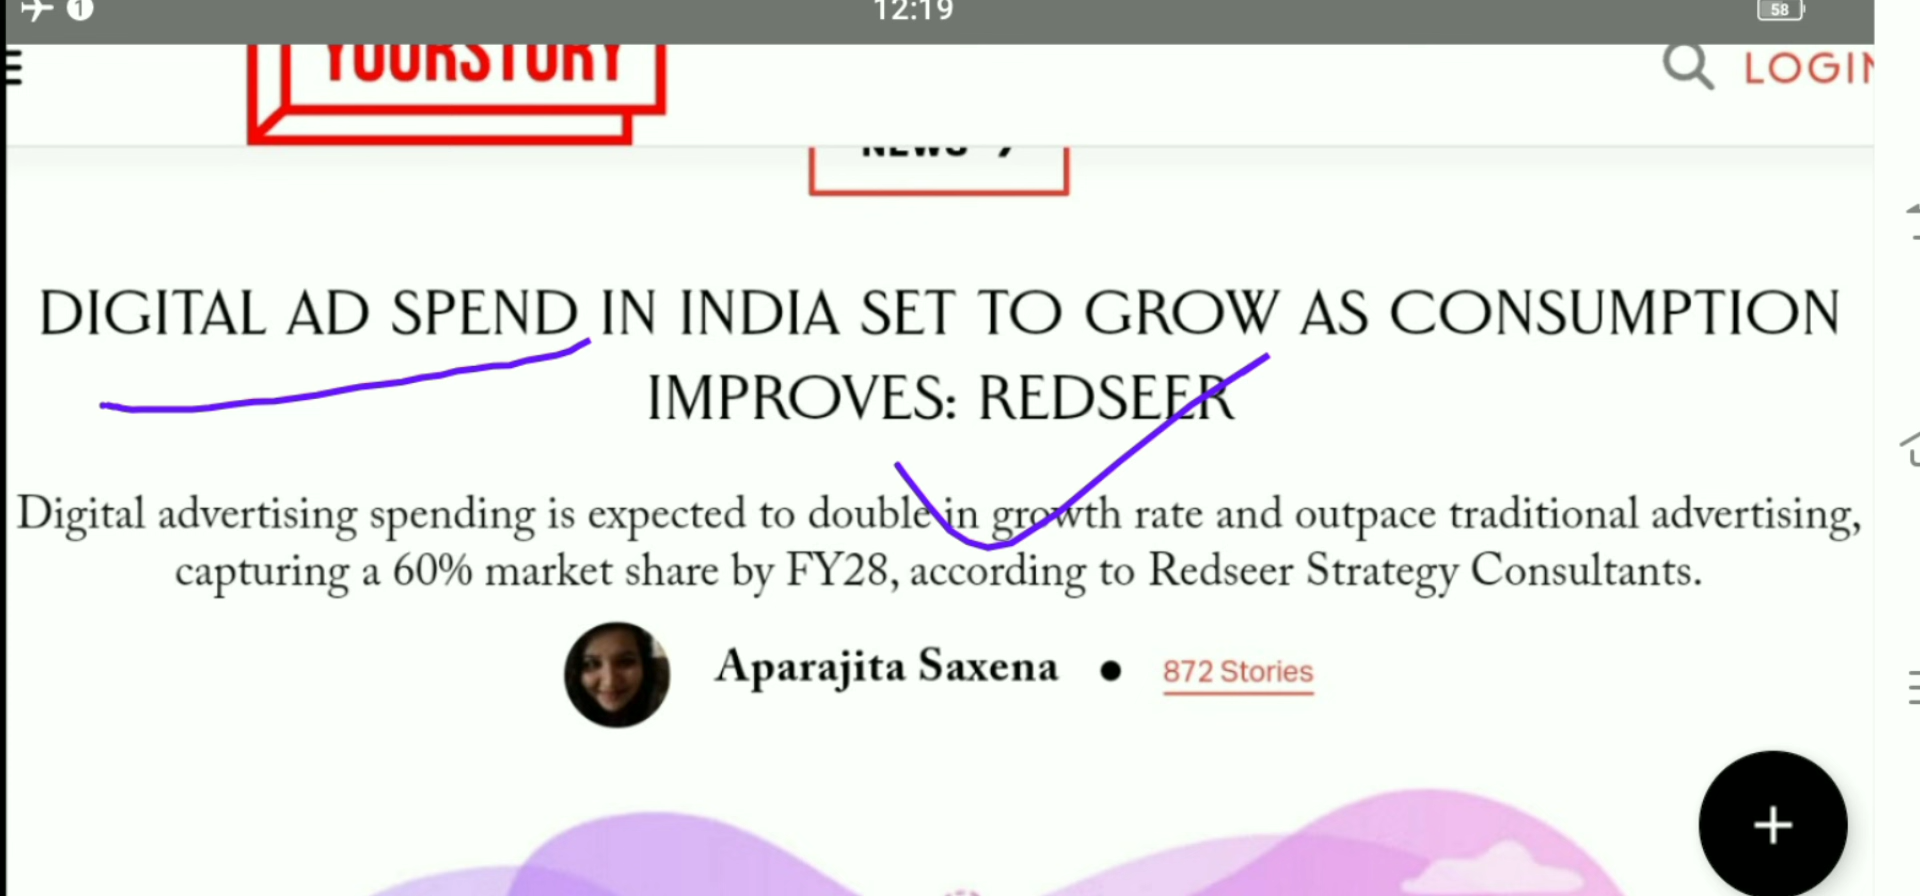 1 12:19 58
YOURSTORY
LOGIN
NEWS
DIGITAL AD SPEND IN INDIA SET TO GROW AS CONSUMPTION
IMPROVES: REDSEER
Digital advertising spending is expected to double in growth rate and outpace traditional advertising,
capturing a 60% market share by FY28, according to Redseer Strategy Consultants.
Aparajita Saxena • 872 Stories